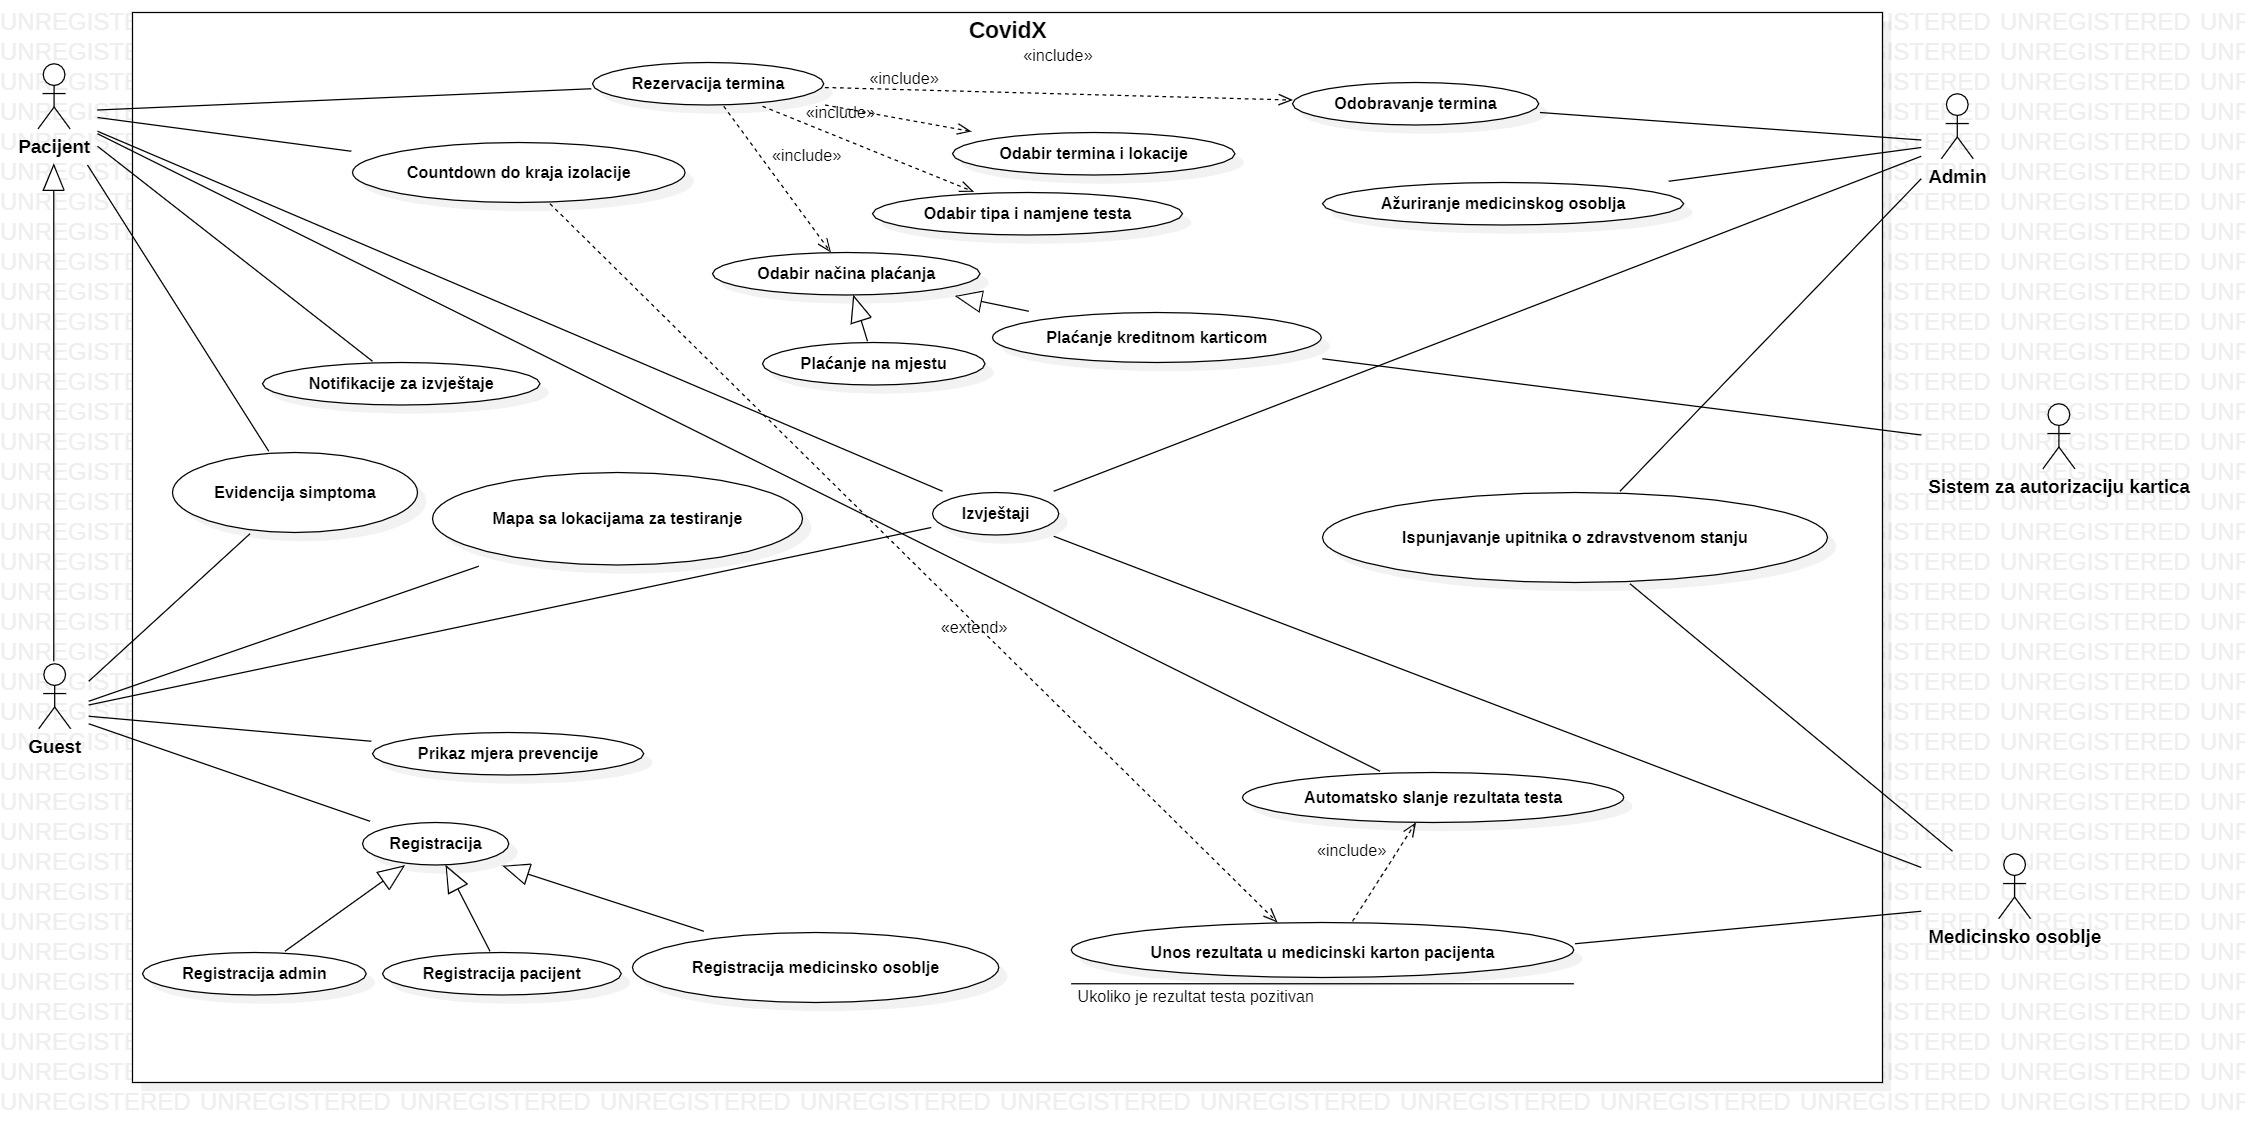 CovidX
«include»
Rezervacija termina
«include»
Odobravanje termina
«include»
Pacijent
Odabir termina i lokacije
«include»
Countdown do kraja izolacije
Admin
Odabir tipa i namjene testa
Ažuriranje medicinskog osoblja
Odabir načina plaćanja
Plaćanje kreditnom karticom
Plaćanje na mjestu
Notifikacije za izvještaje
Sistem za autorizaciju kartica
Evidencija simptoma
Mapa sa lokacijama za testiranje
Izvještaji
Ispunjavanje upitnika o zdravstvenom stanju
«extend»
Guest
Prikaz mjera prevencije
Automatsko slanje rezultata testa
Registracija
«include»
Medicinsko osoblje
Unos rezultata u medicinski karton pacijenta
Registracija admin
Registracija pacijent
Registracija medicinsko osoblje
Ukoliko je rezultat testa pozitivan
UNREGISTERED UNREGISTERED UNREGISTERED UNREGISTERED UNREGISTERED UNREGISTERED UNREGISTERED UNREGISTERED UNREGISTERED UNREGISTERED UNREGISTERED UNR